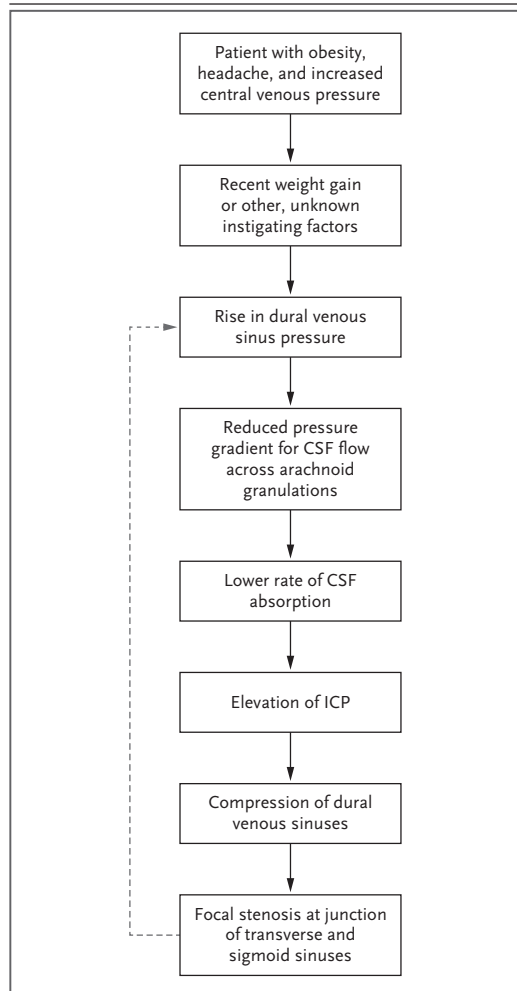 Patient with obesity,
headache, and increased
central venous pressure
Recent weight gain
or other, unknown
instigating factors
Rise in dural venous
sinus pressure
Reduced pressure
gradient for CSF flow
across arachnoid
granulations
Lower rate of CSF
absorption
Elevation of ICP
Compression of dural
venous sinuses
Focal stenosis at junction
of transverse and
sigmoid sinuses